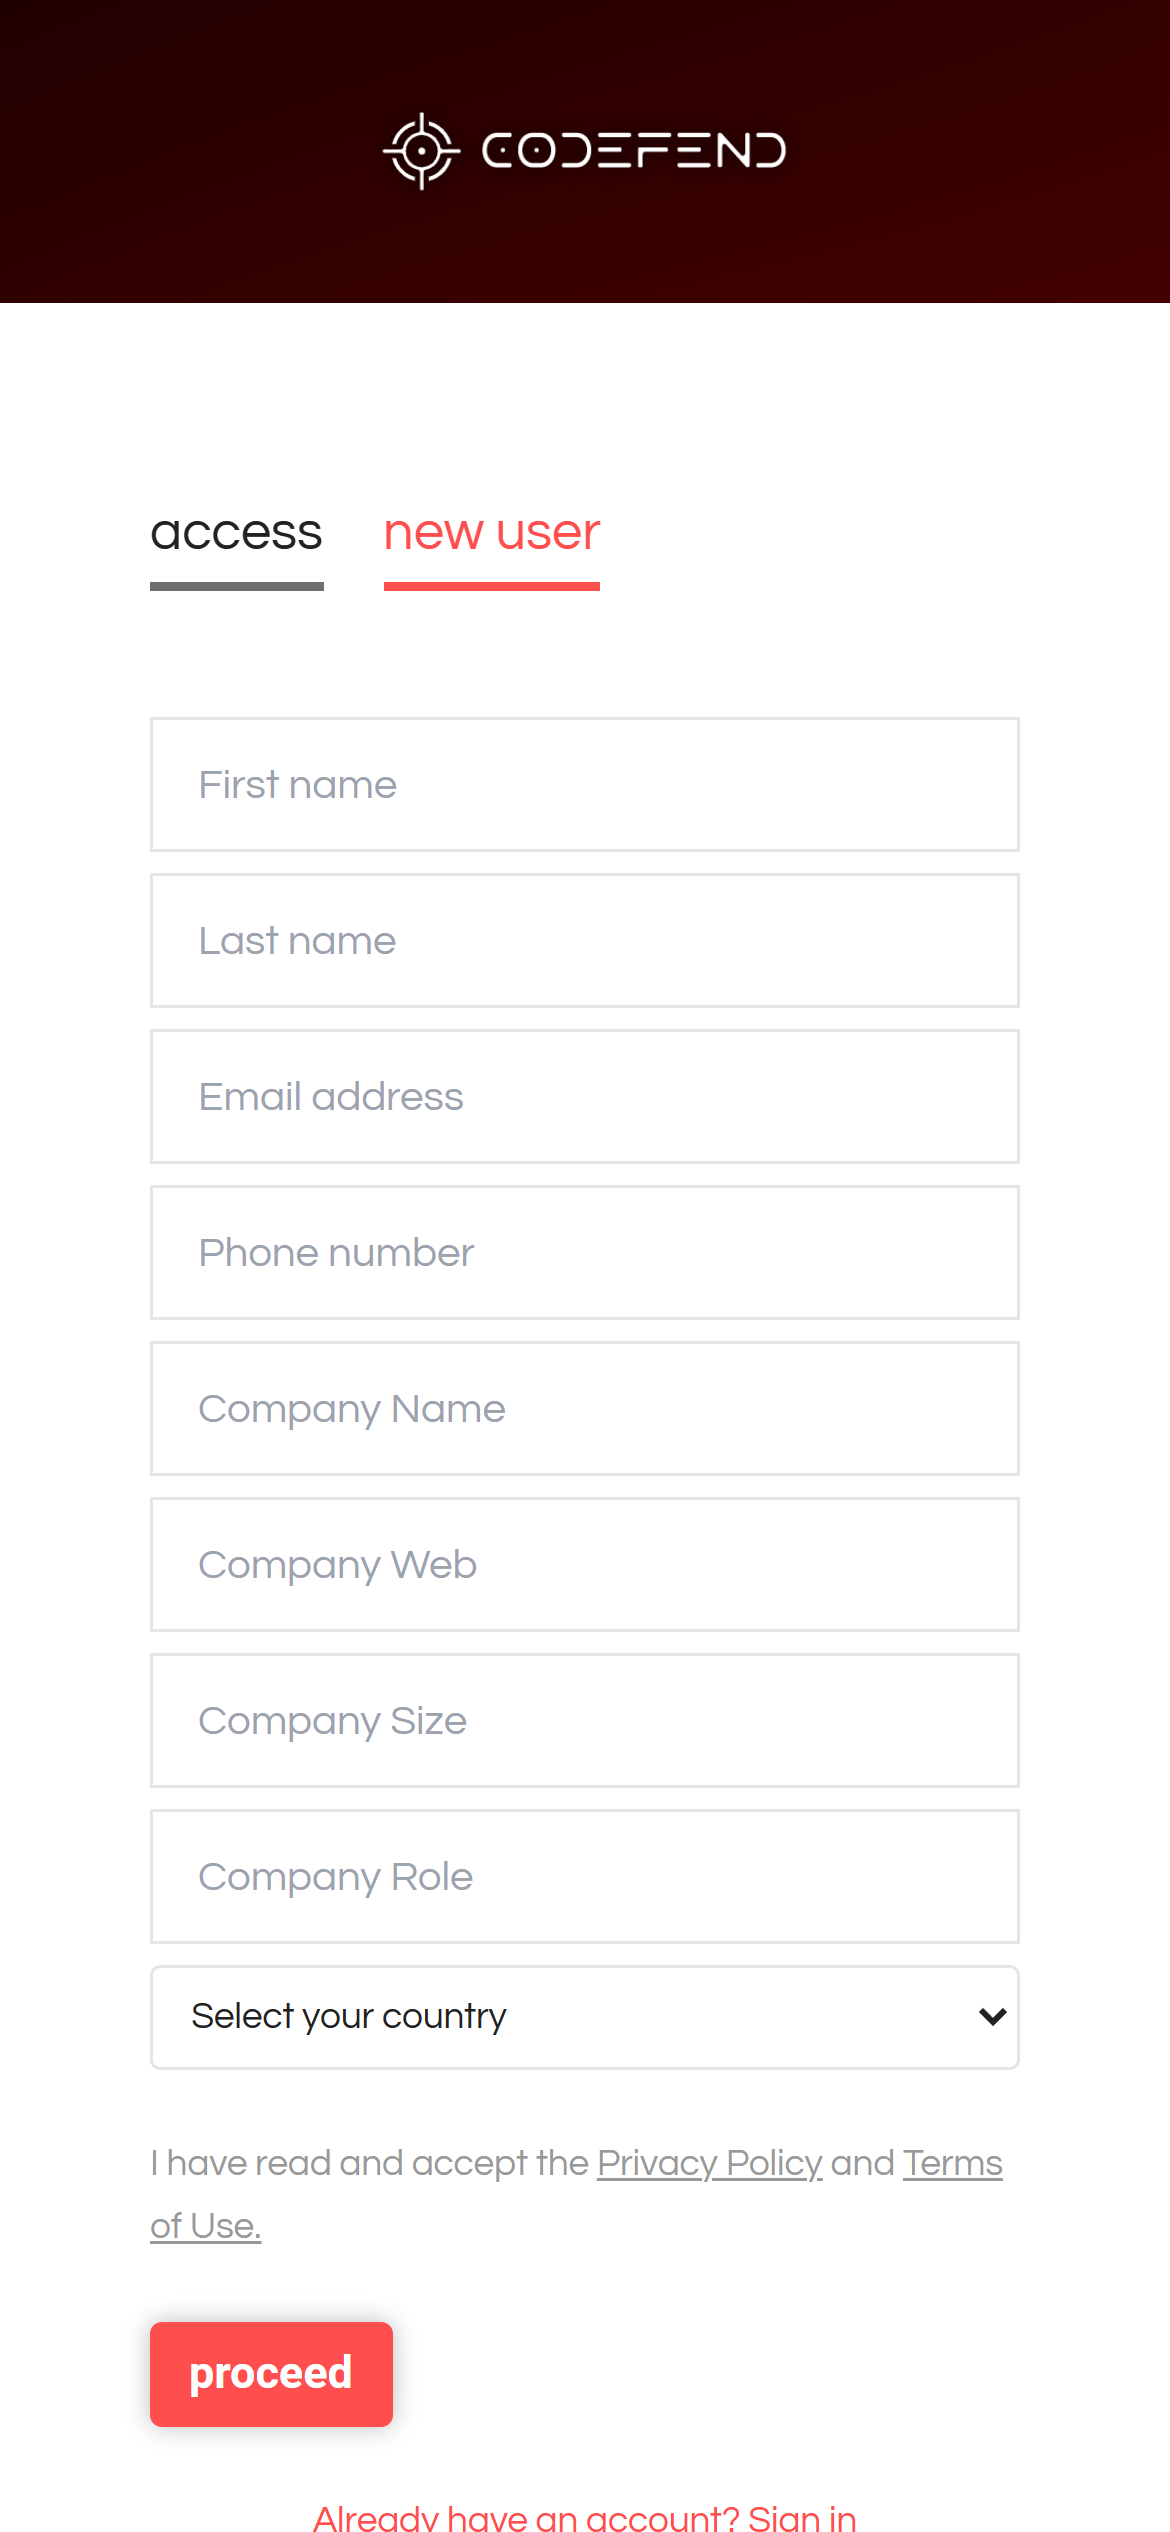 CODEFEND
access new user
First name
Last name
Email address
Phone number
Company Name
Company Web
Company Size
Company Role
Select your country
I have read and accept the Privacy Policy and Terms
of Use.
proceed
Already have an account? Sign in